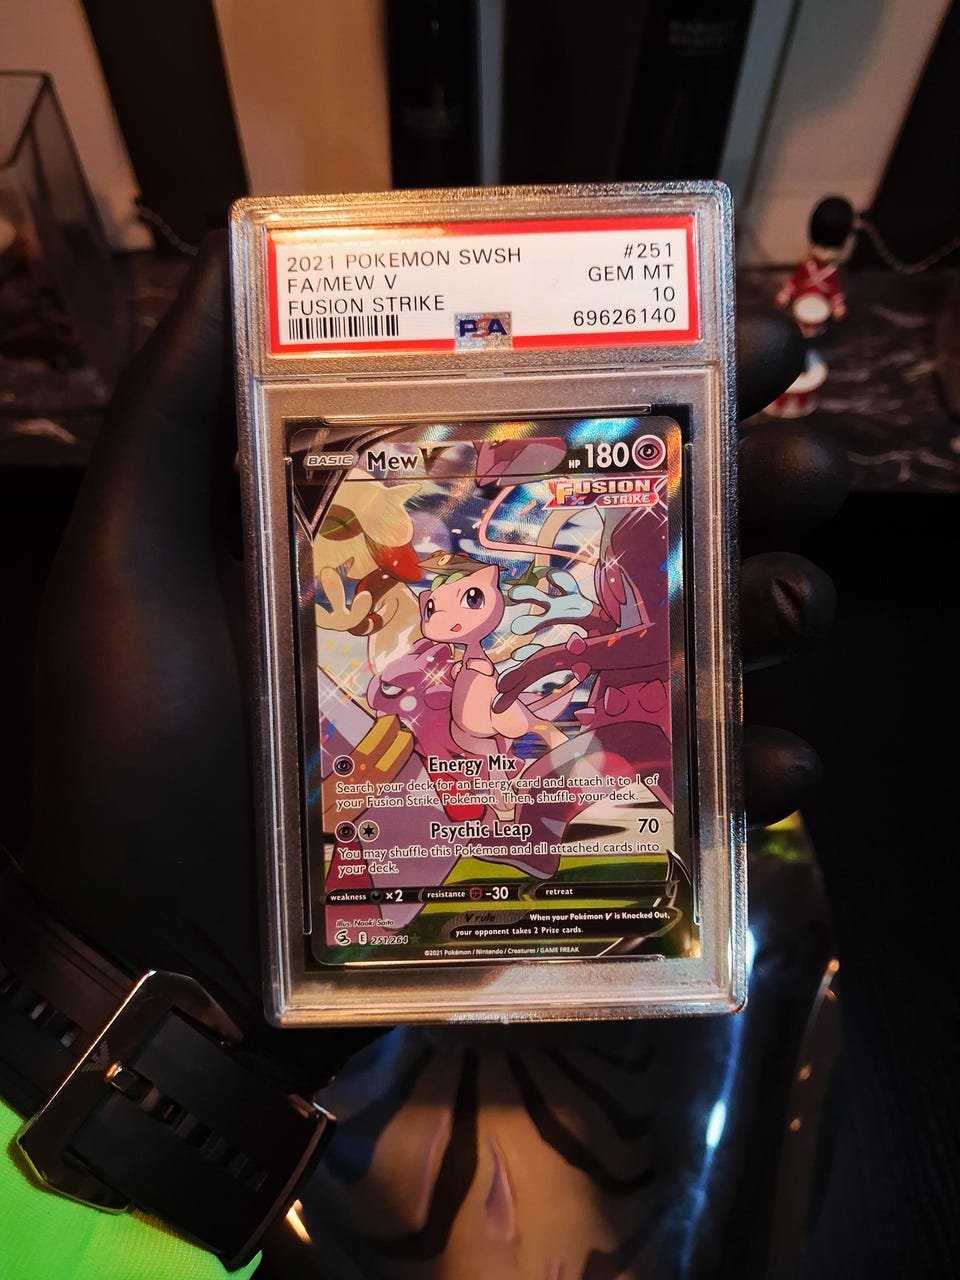 2021 POKEMON SWSH #251
FA/MEW V GEM MT
FUSION STRIKE 10
PSA 69626140
BASIC Mew V HP 180
FUSION
STRIKE
Energy Mix
Search your deck for an Energy card and attach it to 1 of
your Fusion Strike Pokémon. Then, shuffle your deck.
Psychic Leap 70
You may shuffle this Pokémon and all attached cards into
your deck.
weakness ×2 resistance -30 retreat
V rule When your Pokémon V is Knocked Out,
your opponent takes 2 Prize cards.
Illus. Naoki Saito
E 251/264
©2021 Pokémon / Nintendo / Creatures / GAME FREAK